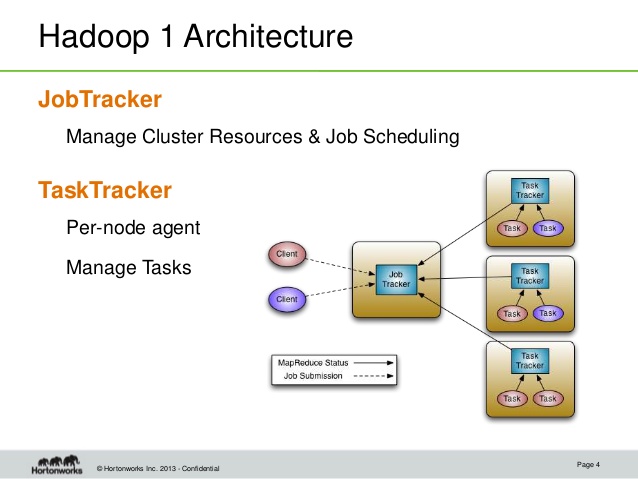 Hadoop 1 Architecture
JobTracker
Manage Cluster Resources & Job Scheduling
TaskTracker
Per-node agent
Manage Tasks
Client
Client
Job
Tracker
Task
Tracker
Task Task
Task
Tracker
Task Task
Task
Tracker
Task Task
MapReduce Status
Job Submission
Hortonworks
© Hortonworks Inc. 2013 - Confidential
Page 4